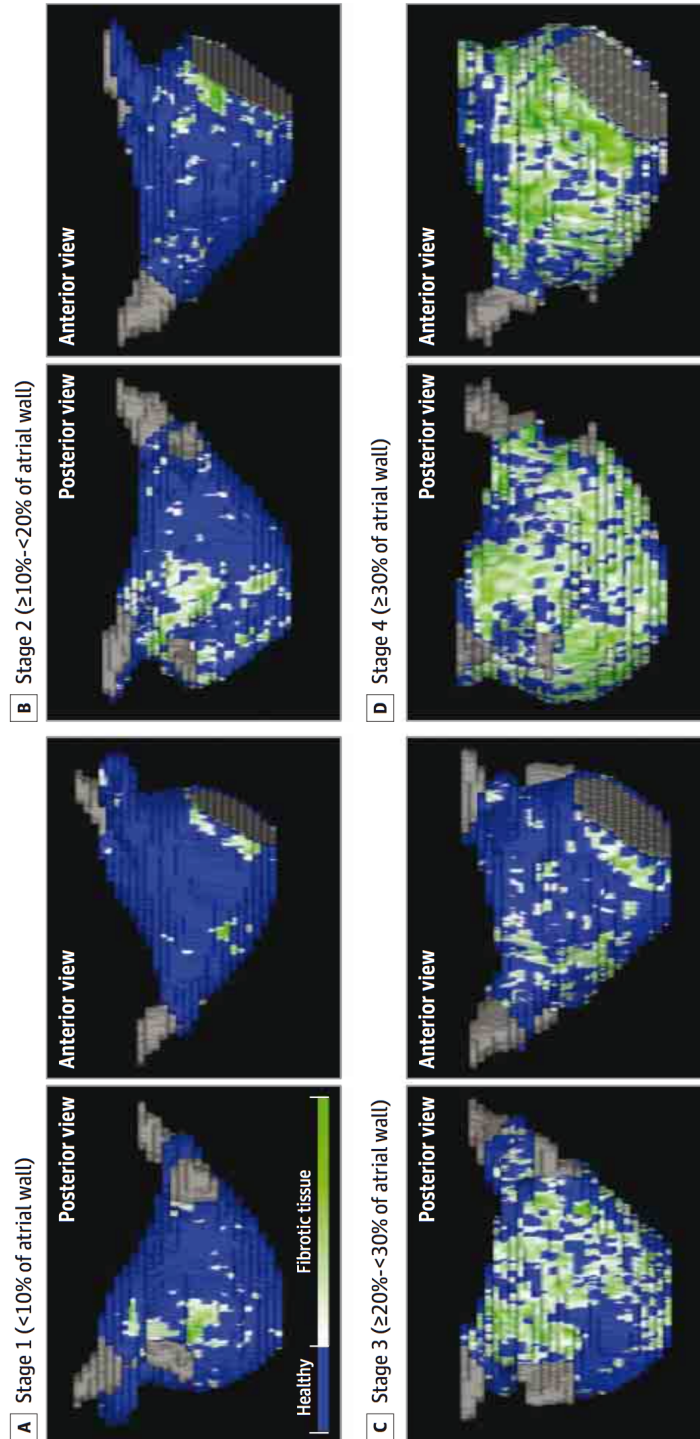 A Stage 1 (<10% of atrial wall)
Posterior view
Anterior view
Healthy
Fibrotic tissue
B Stage 2 (≥10%-<20% of atrial wall)
Posterior view
Anterior view
C Stage 3 (≥20%-<30% of atrial wall)
Posterior view
Anterior view
D Stage 4 (≥30% of atrial wall)
Posterior view
Anterior view